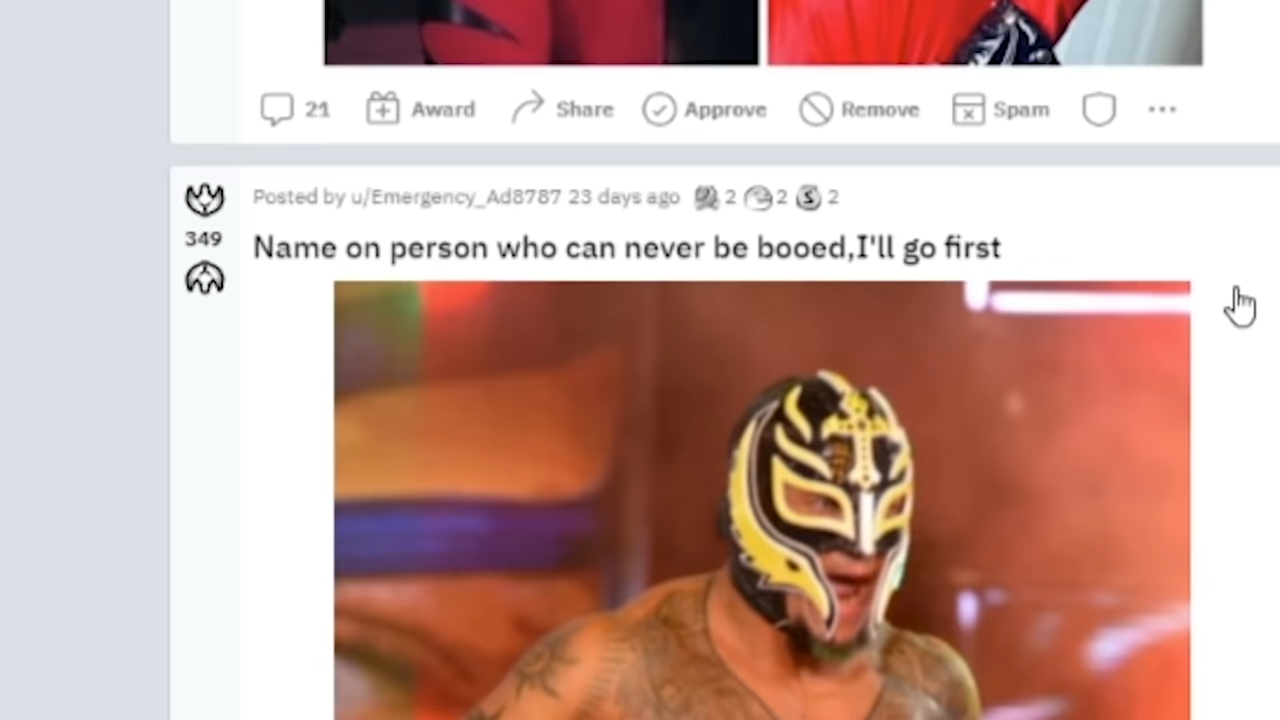 21 Award Share Approve Remove Spam
Posted by u/Emergency_Ad8787 23 days ago 2 2 2
349
Name on person who can never be booed,I'll go first